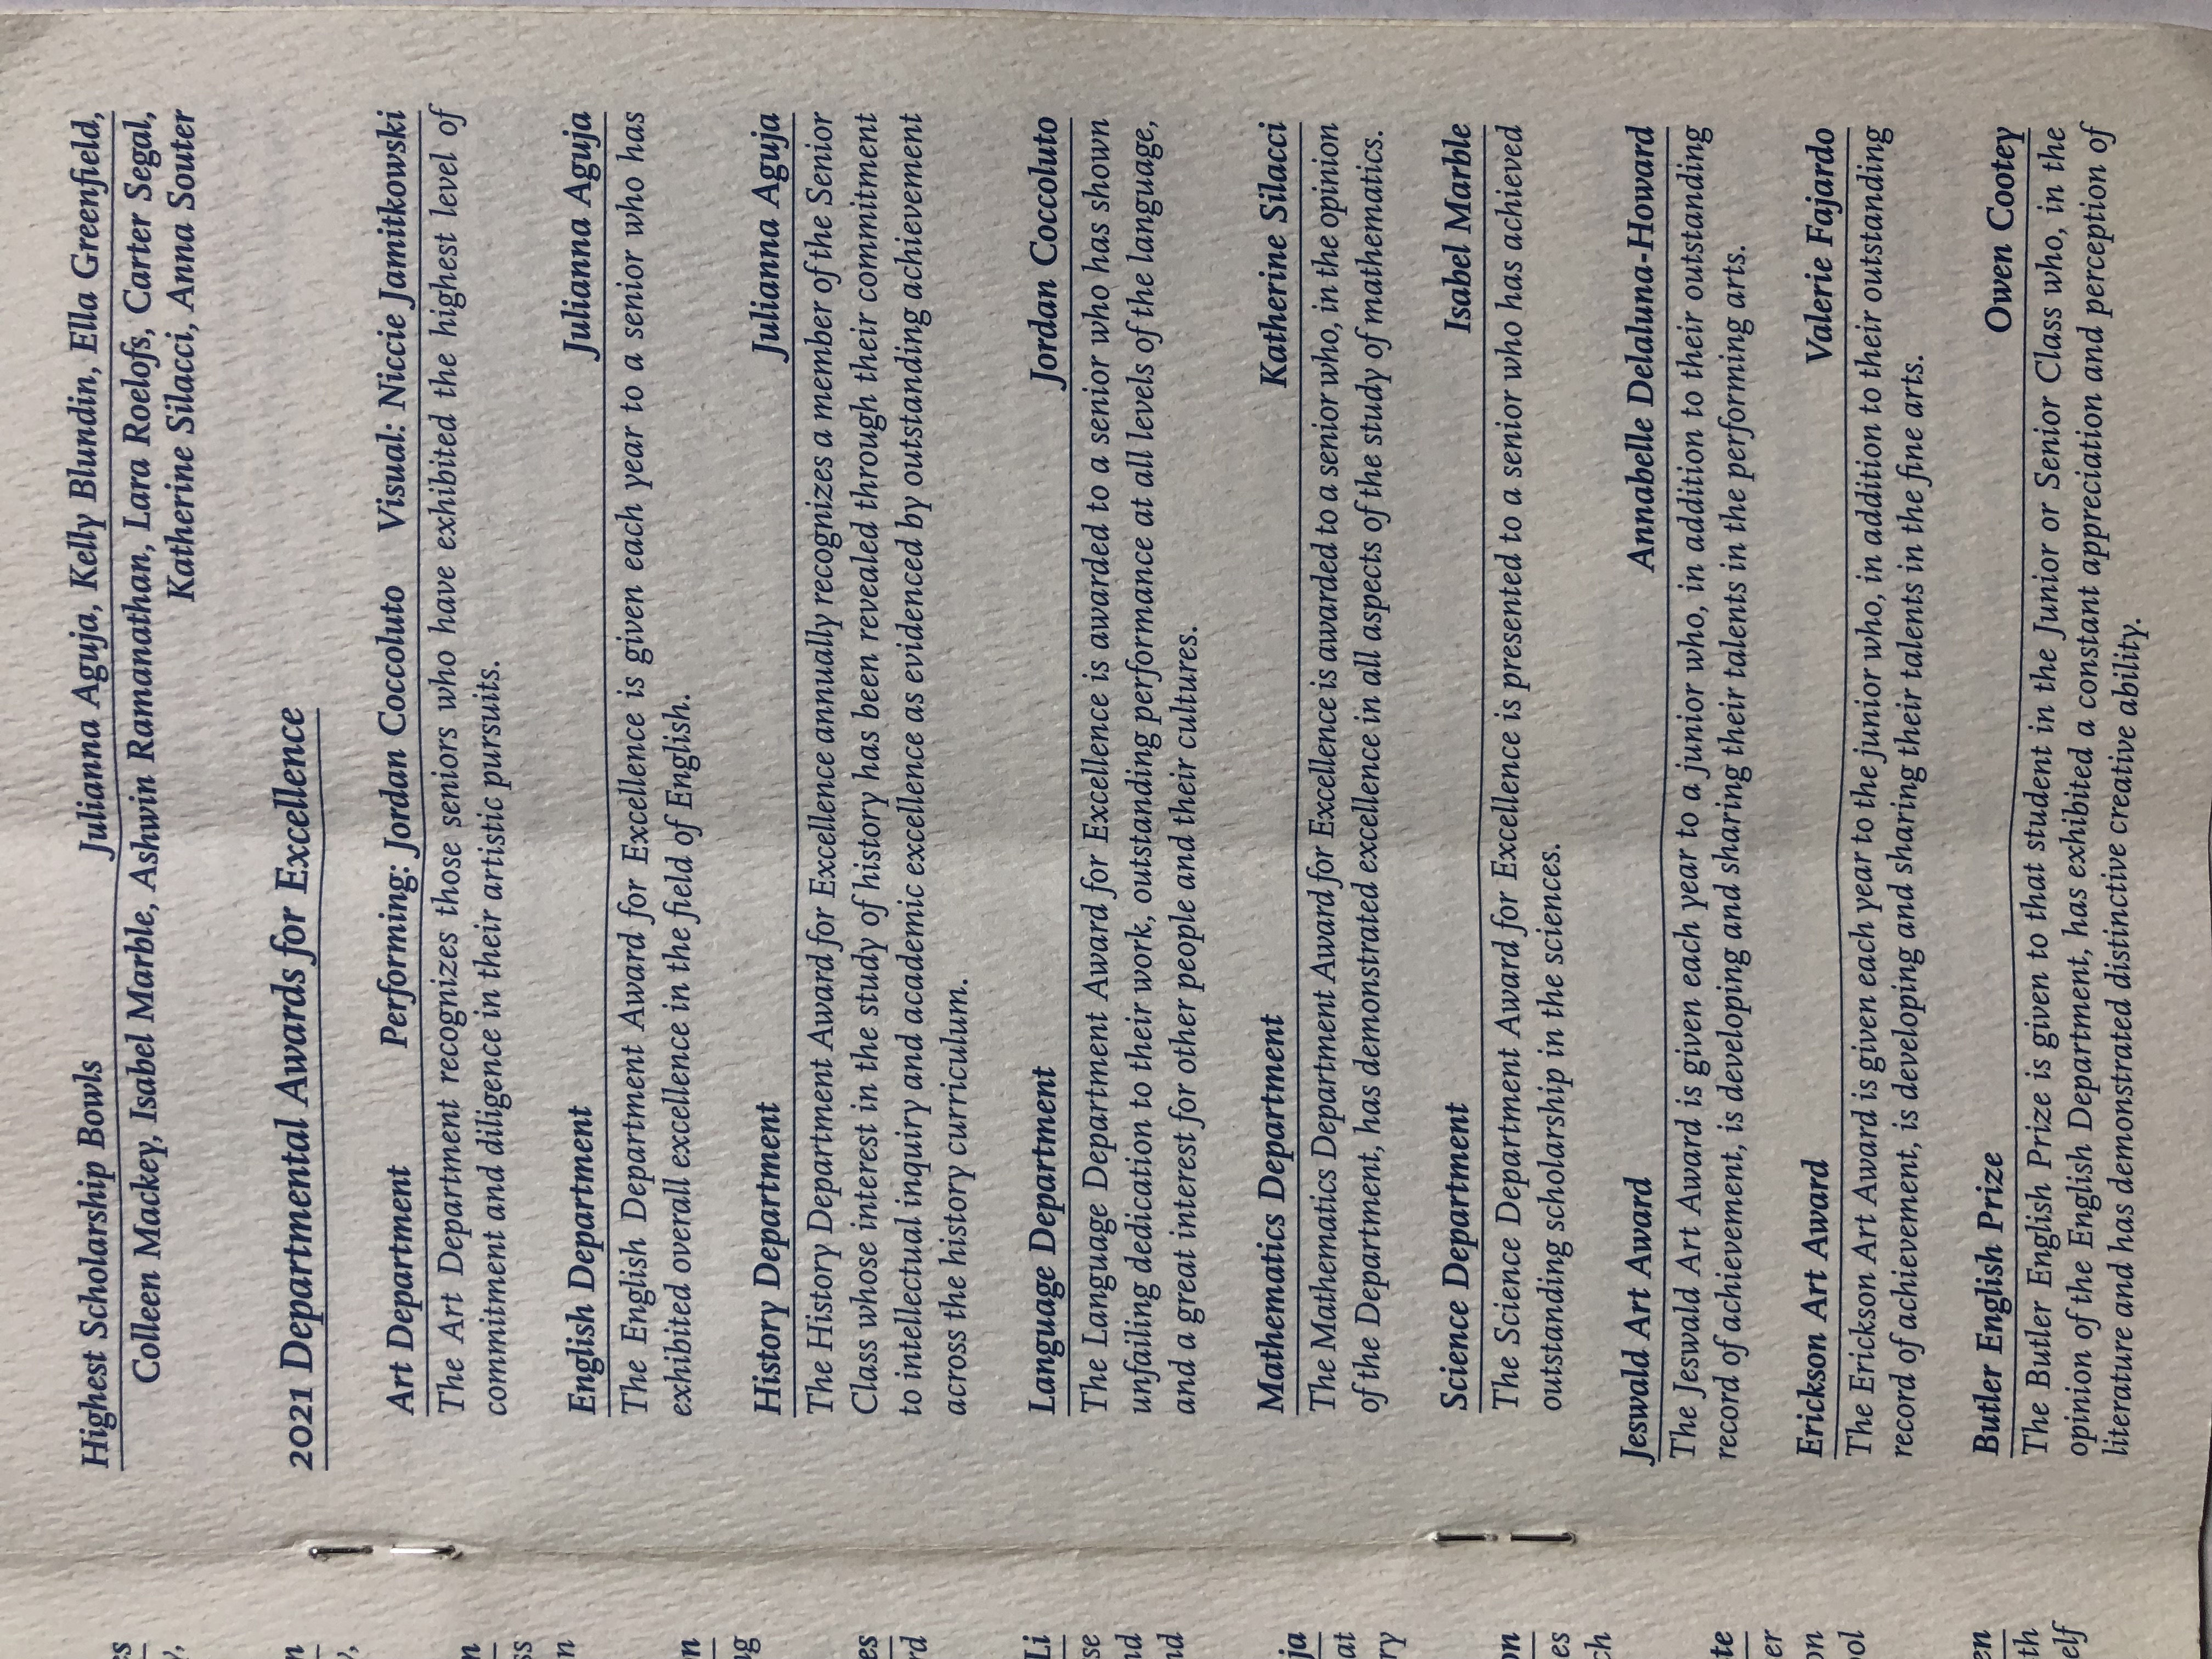 Highest Scholarship Bowls Julianna Aguja, Kelly Blundin, Ella Greenfield,
Colleen Mackey, Isabel Marble, Ashwin Ramanathan, Lara Roelofs, Carter Segal,
Katherine Silacci, Anna Souter
2021 Departmental Awards for Excellence
Art Department Performing: Jordan Coccoluto Visual: Niccie Jamitkowski
The Art Department recognizes those seniors who have exhibited the highest level of
commitment and diligence in their artistic pursuits.
English Department Julianna Aguja
The English Department Award for Excellence is given each year to a senior who has
exhibited overall excellence in the field of English.
History Department Julianna Aguja
The History Department Award for Excellence annually recognizes a member of the Senior
Class whose interest in the study of history has been revealed through their commitment
to intellectual inquiry and academic excellence as evidenced by outstanding achievement
across the history curriculum.
Language Department Jordan Coccoluto
The Language Department Award for Excellence is awarded to a senior who has shown
unfailing dedication to their work, outstanding performance at all levels of the language,
and a great interest for other people and their cultures.
Mathematics Department Katherine Silacci
The Mathematics Department Award for Excellence is awarded to a senior who, in the opinion
of the Department, has demonstrated excellence in all aspects of the study of mathematics.
Science Department Isabel Marble
The Science Department Award for Excellence is presented to a senior who has achieved
outstanding scholarship in the sciences.
Jeswald Art Award Annabelle Delaluna-Howard
The Jeswald Art Award is given each year to a junior who, in addition to their outstanding
record of achievement, is developing and sharing their talents in the performing arts.
Erickson Art Award Valerie Fajardo
The Erickson Art Award is given each year to the junior who, in addition to their outstanding
record of achievement, is developing and sharing their talents in the fine arts.
Butler English Prize Owen Cootey
The Butler English Prize is given to that student in the Junior or Senior Class who, in the
opinion of the English Department, has exhibited a constant appreciation and perception of
literature and has demonstrated distinctive creative ability.